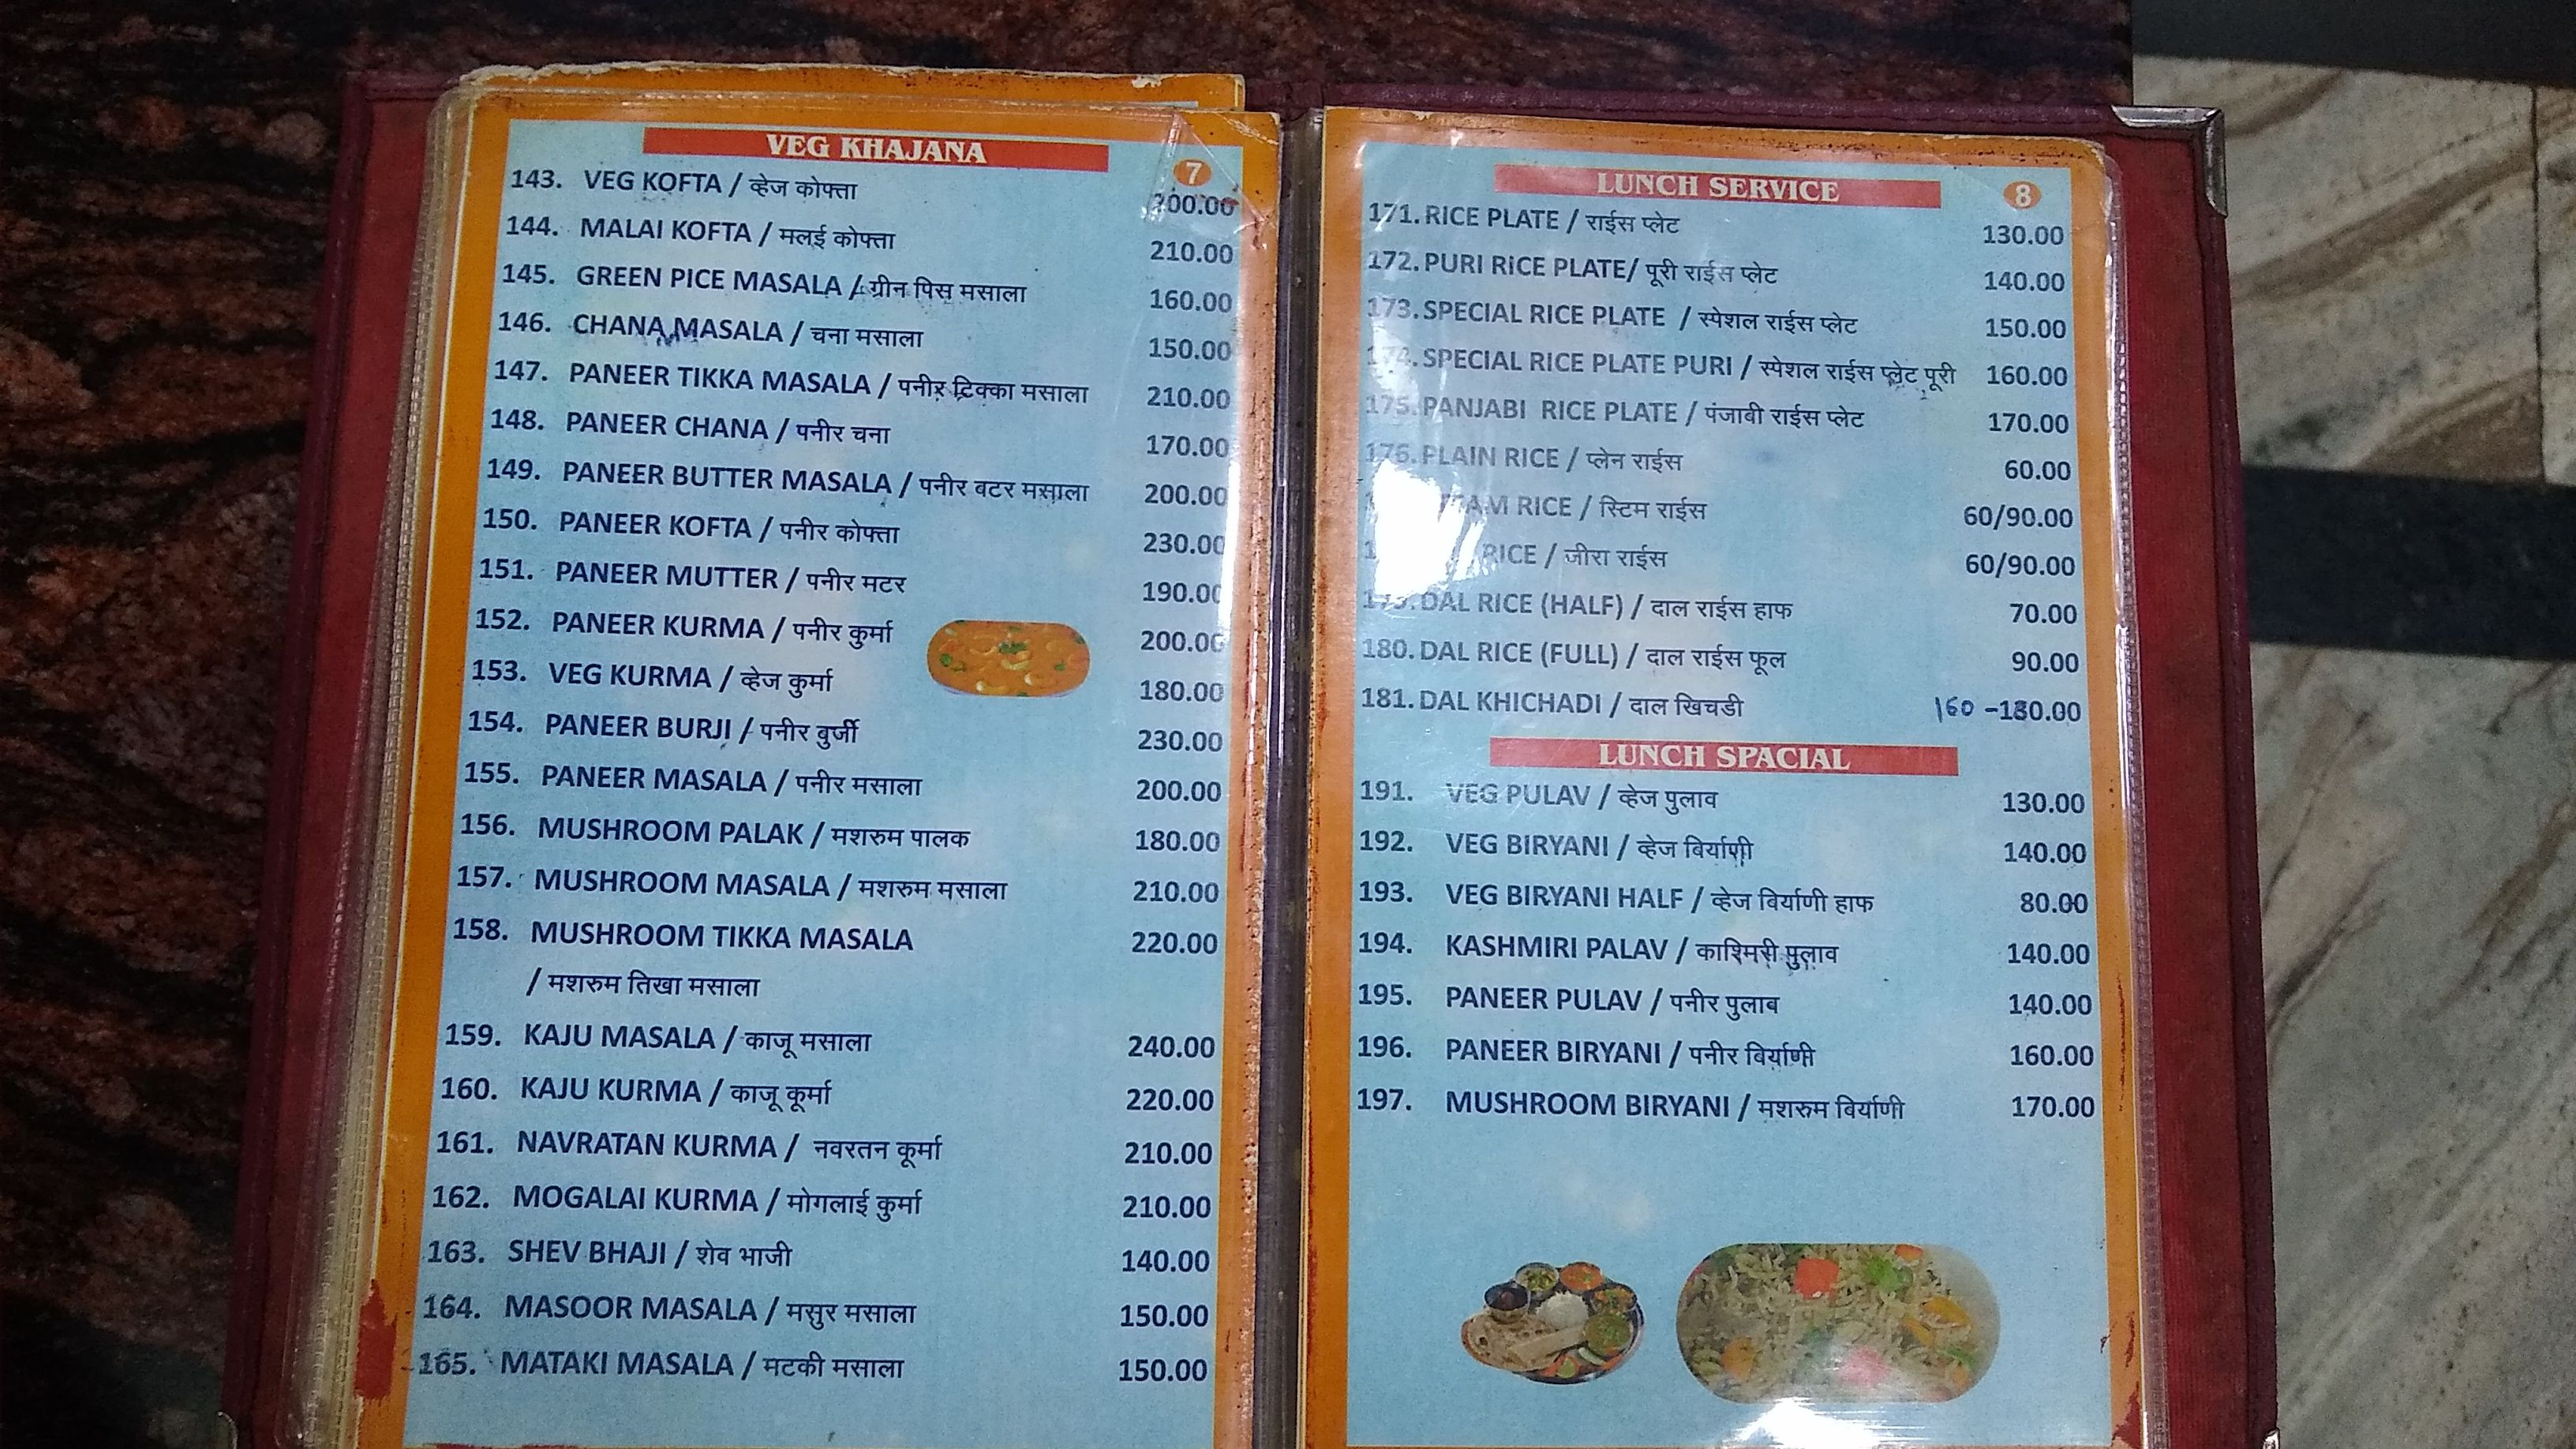 VEG KHAJANA
7
143. VEG KOFTA / व्हेज कोफ्ता 200.00
144. MALAI KOFTA / मलई कोफ्ता 210.00
145. GREEN PICE MASALA / ग्रीन पिस मसाला 160.00
146. CHANA MASALA / चना मसाला 150.00
147. PANEER TIKKA MASALA / पनीर टिक्का मसाला 210.00
148. PANEER CHANA / पनीर चना 170.00
149. PANEER BUTTER MASALA / पनीर बटर मसाला 200.00
150. PANEER KOFTA / पनीर कोफ्ता 230.00
151. PANEER MUTTER / पनीर मटर 190.00
152. PANEER KURMA / पनीर कुर्मा 200.00
153. VEG KURMA / व्हेज कुर्मा 180.00
154. PANEER BURJI / पनीर बुर्जी 230.00
155. PANEER MASALA / पनीर मसाला 200.00
156. MUSHROOM PALAK / मशरुम पालक 180.00
157. MUSHROOM MASALA / मशरुम मसाला 210.00
158. MUSHROOM TIKKA MASALA 220.00
/ मशरुम तिखा मसाला
159. KAJU MASALA / काजू मसाला 240.00
160. KAJU KURMA / काजू कूर्मा 220.00
161. NAVRATAN KURMA / नवरतन कूर्मा 210.00
162. MOGALAI KURMA / मोगलाई कुर्मा 210.00
163. SHEV BHAJI / शेव भाजी 140.00
164. MASOOR MASALA / मसुर मसाला 150.00
165. MATAKI MASALA / मटकी मसाला 150.00
LUNCH SERVICE
8
171. RICE PLATE / राईस प्लेट 130.00
172. PURI RICE PLATE/ पूरी राईस प्लेट 140.00
173. SPECIAL RICE PLATE / स्पेशल राईस प्लेट 150.00
174. SPECIAL RICE PLATE PURI / स्पेशल राईस प्लेट पूरी 160.00
175. PANJABI RICE PLATE / पंजाबी राईस प्लेट 170.00
176. PLAIN RICE / प्लेन राईस 60.00
RICE / स्टिम राईस 60/90.00
RICE / जीरा राईस 60/90.00
179. DAL RICE (HALF) / दाल राईस हाफ 70.00
180. DAL RICE (FULL) / दाल राईस फूल 90.00
181. DAL KHICHADI / दाल खिचडी 160 -180.00
LUNCH SPACIAL
191. VEG PULAV / व्हेज पुलाव 130.00
192. VEG BIRYANI / व्हेज बिर्याणी 140.00
193. VEG BIRYANI HALF / व्हेज बिर्याणी हाफ 80.00
194. KASHMIRI PALAV / काश्मिरी पुलाव 140.00
195. PANEER PULAV / पनीर पुलाब 140.00
196. PANEER BIRYANI / पनीर बिर्याणी 160.00
197. MUSHROOM BIRYANI / मशरुम बिर्याणी 170.00